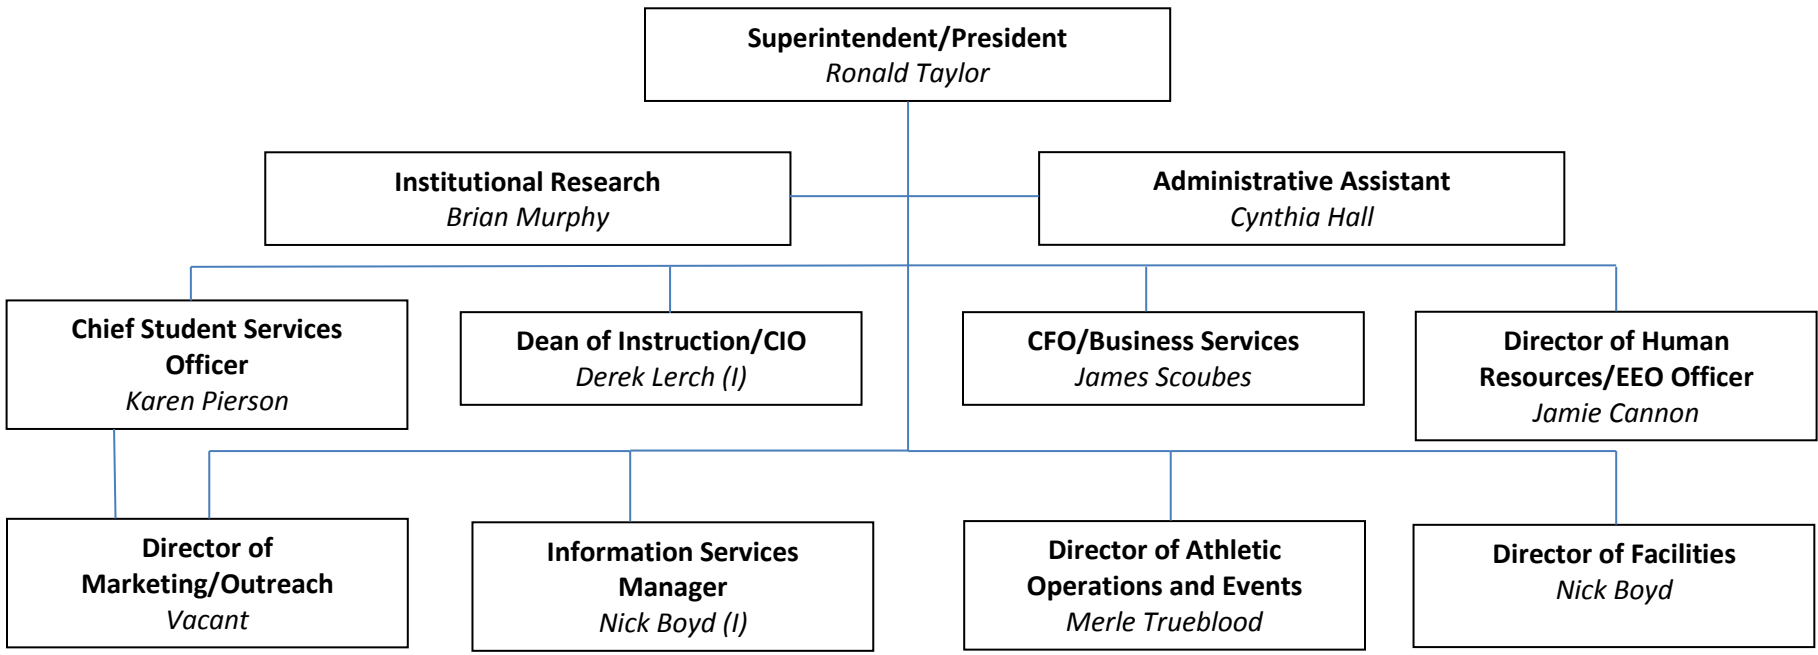 Superintendent/President
Ronald Taylor
Institutional Research
Brian Murphy
Administrative Assistant
Cynthia Hall
Chief Student Services
Officer
Karen Pierson
Dean of Instruction/CIO
Derek Lerch (I)
CFO/Business Services
James Scoubes
Director of Human
Resources/EEO Officer
Jamie Cannon
Director of
Marketing/Outreach
Vacant
Information Services
Manager
Nick Boyd (I)
Director of Athletic
Operations and Events
Merle Trueblood
Director of Facilities
Nick Boyd